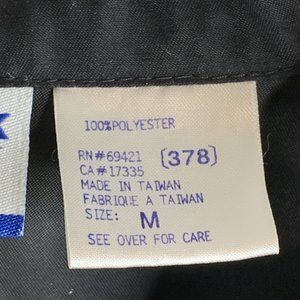 100%POLYESTER
RN#69421 (378)
CA#17335
MADE IN TAIWAN
FABRIQUE A TAIWAN
SIZE: M
SEE OVER FOR CARE